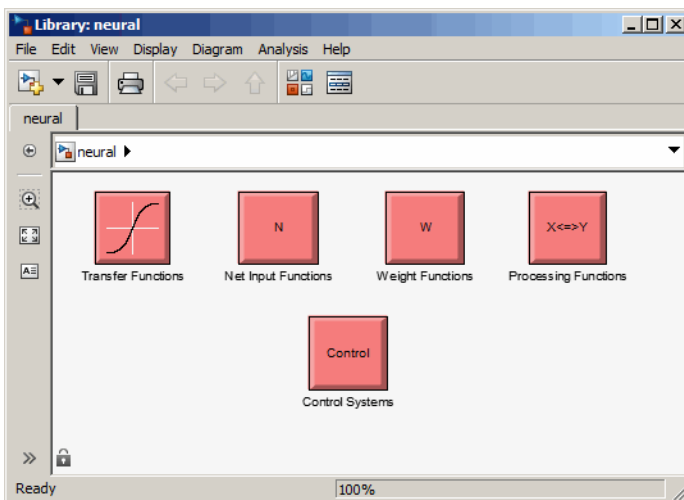 Library: neural
File Edit View Display Diagram Analysis Help
neural
neural
N W X<=>Y
Transfer Functions Net Input Functions Weight Functions Processing Functions
Control
Control Systems
Ready 100%